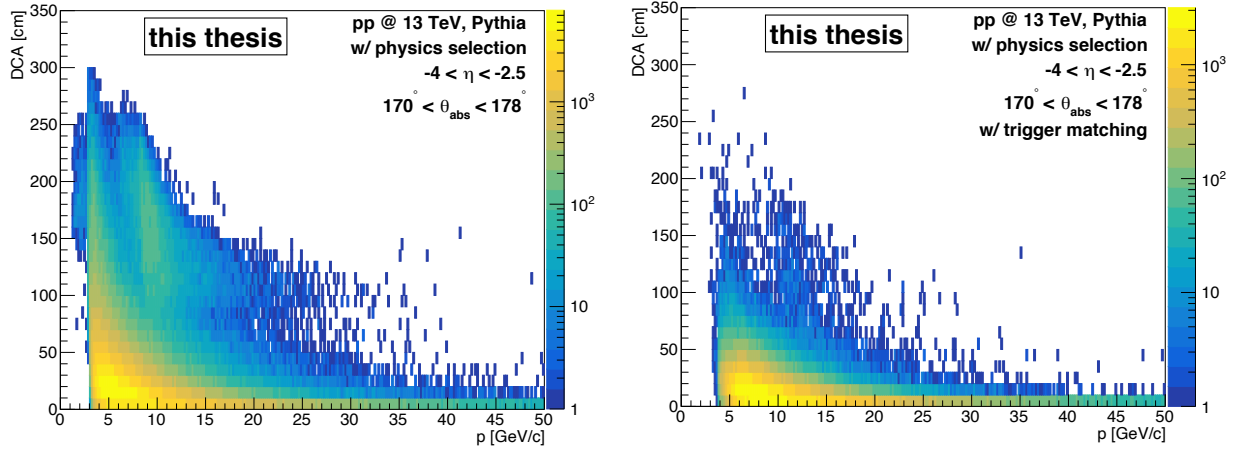 DCA [cm]
350
300
250
200
150
100
50
0
this thesis
pp @ 13 TeV, Pythia
w/ physics selection
-4 < η < -2.5
170° < θabs < 178°
0 5 10 15 20 25 30 35 40 45 50
p [GeV/c]
10³
10²
10
1
DCA [cm]
350
300
250
200
150
100
50
0
this thesis
pp @ 13 TeV, Pythia
w/ physics selection
-4 < η < -2.5
170° < θabs < 178°
w/ trigger matching
0 5 10 15 20 25 30 35 40 45 50
p [GeV/c]
10³
10²
10
1